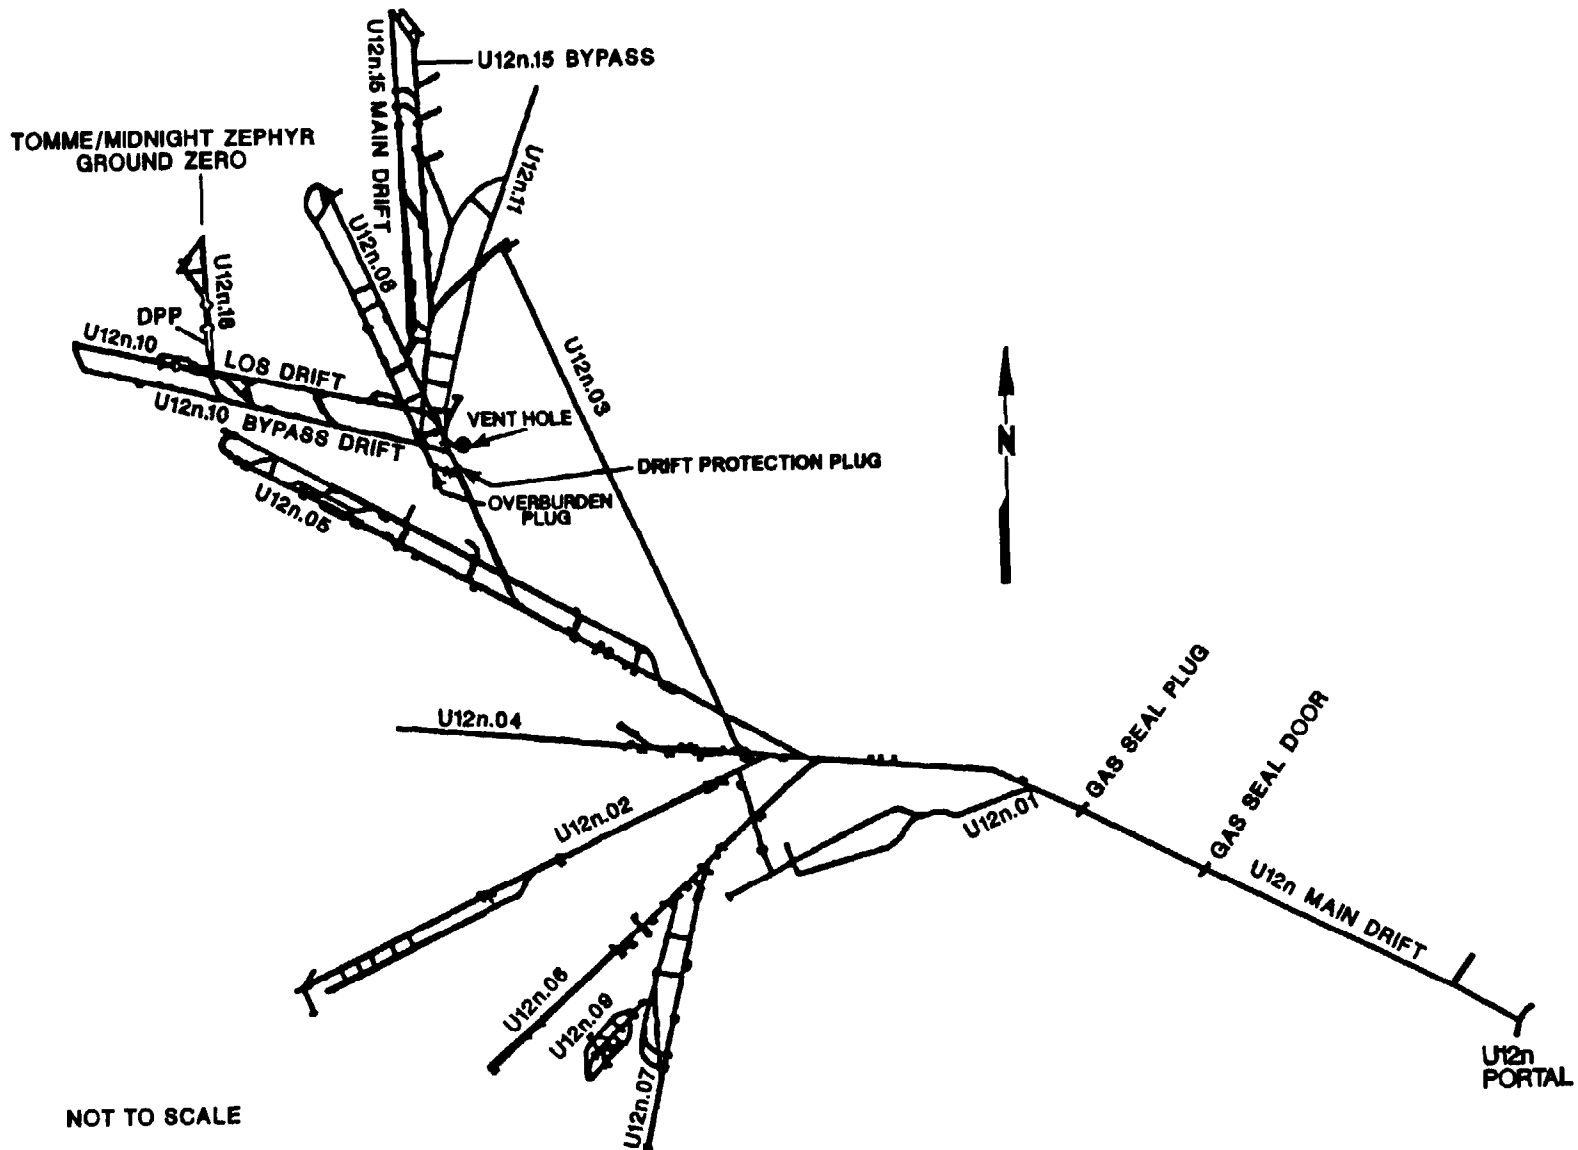 U12n.15 BYPASS
U12n.15 MAIN DRIFT
TOMME/MIDNIGHT ZEPHYR
GROUND ZERO
U12n.11
U12n.08
U12n.18
DPP
U12n.10
LOS DRIFT
U12n.03
U12n.10 BYPASS DRIFT
VENT HOLE
N
DRIFT PROTECTION PLUG
OVERBURDEN
PLUG
U12n.05
GAS SEAL PLUG
GAS SEAL DOOR
U12n.04
U12n.02
U12n.01
U12n MAIN DRIFT
U12n.06
U12n.09
U12n.07
U12n
PORTAL
NOT TO SCALE